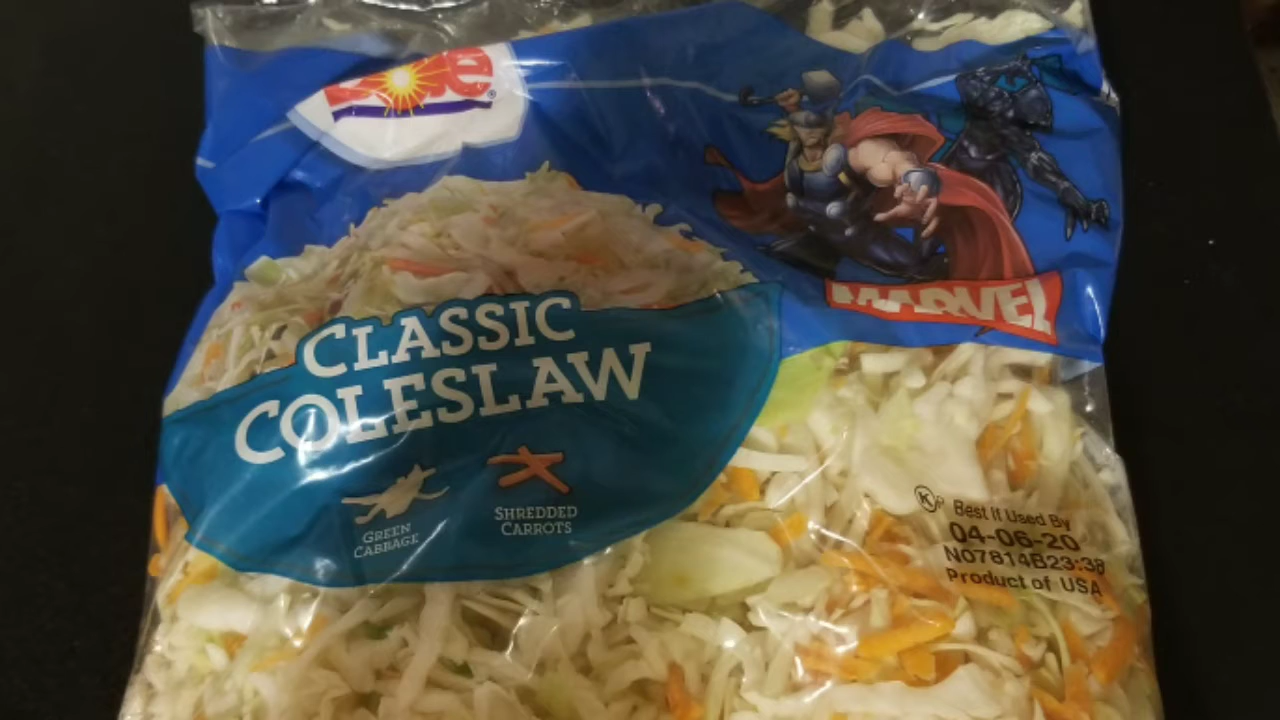 Dole
MARVEL
CLASSIC
COLESLAW
GREEN
CABBAGE
SHREDDED
CARROTS
K
Best If Used By
04-06-20
N07814B23:38
Product of USA